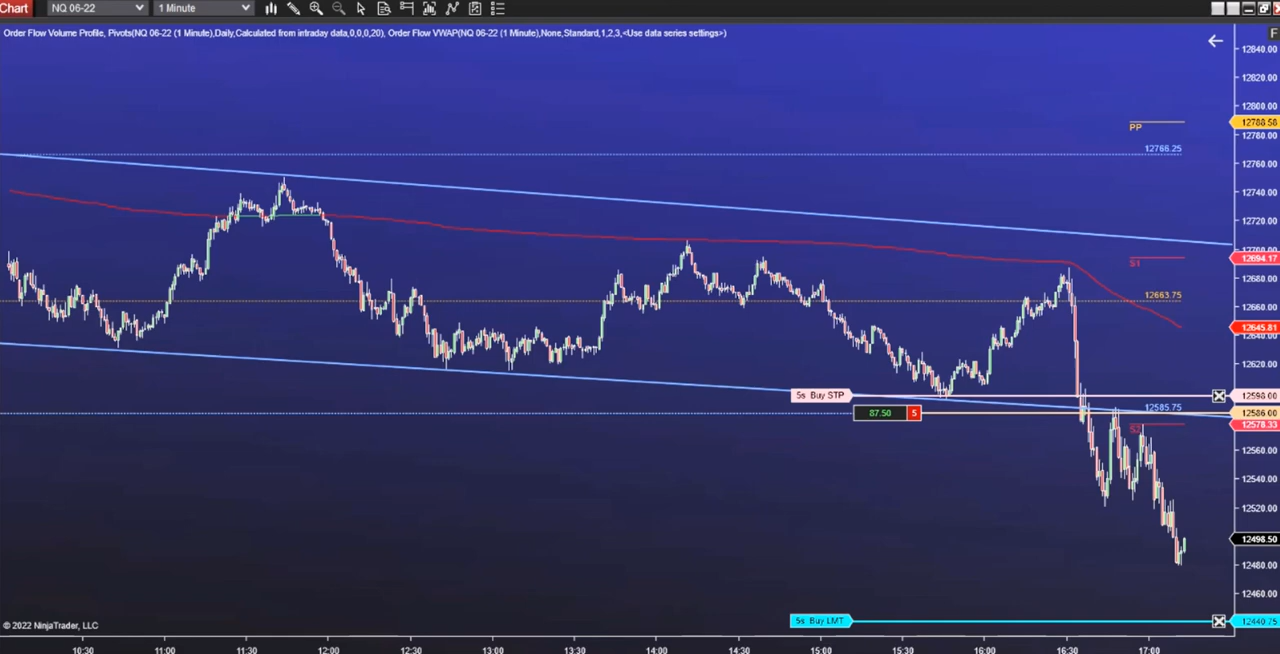 Chart NQ 06-22 1 Minute
Order Flow Volume Profile, Pivots(NQ 06-22 (1 Minute),Daily,Calculated from intraday data,0,0,0,20), Order Flow VWAP(NQ 06-22 (1 Minute),None,Standard,1,2,3,<Use data series settings>)
F
12840.00
12820.00
12800.00
PP
12788.58
12780.00
12766.25
12760.00
12740.00
12720.00
12700.00
S1
12694.17
12680.00
12663.75
12660.00
12645.81
12640.00
12620.00
5s Buy STP
12598.00
87.50 5
12585.75
12586.00
S2
12578.33
12560.00
12540.00
12520.00
12498.50
12480.00
12460.00
5s Buy LMT
12440.75
© 2022 NinjaTrader, LLC
10:30 11:00 11:30 12:00 12:30 13:00 13:30 14:00 14:30 15:00 15:30 16:00 16:30 17:00